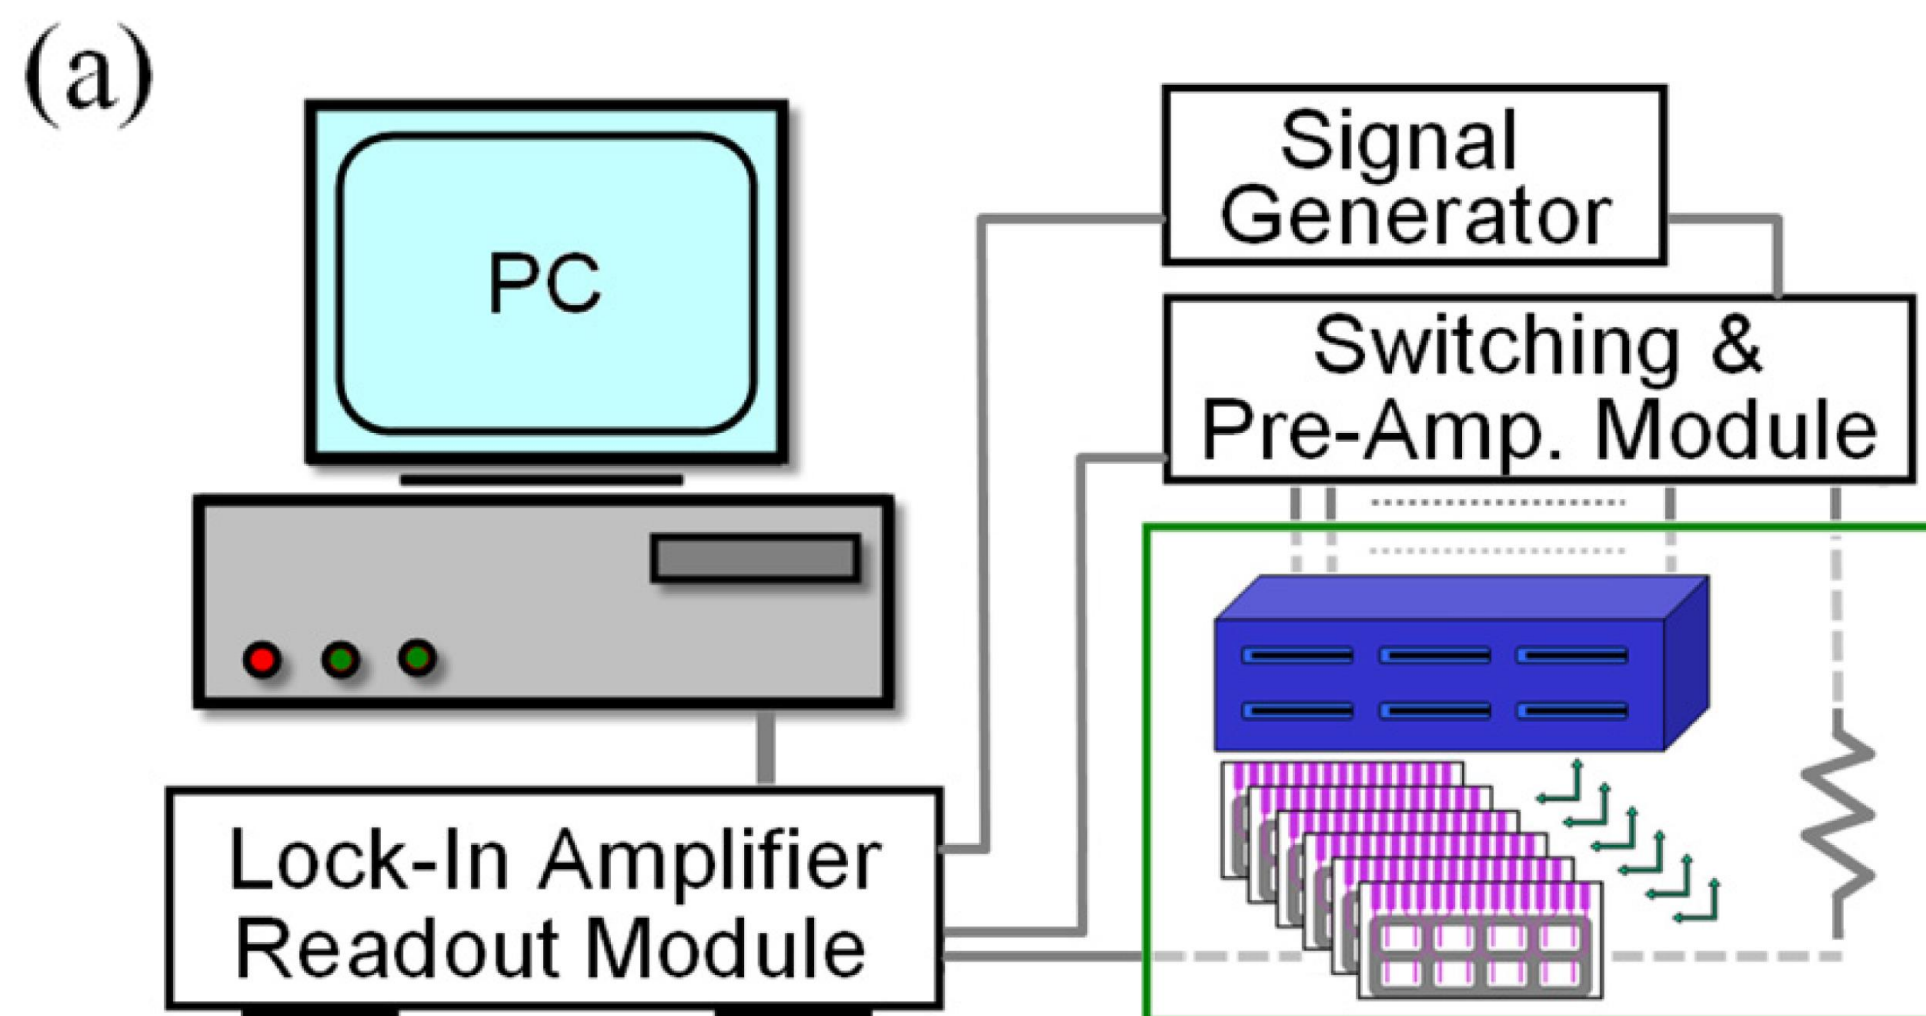 (a)
PC
Signal
Generator
Switching &
Pre-Amp. Module
Lock-In Amplifier
Readout Module